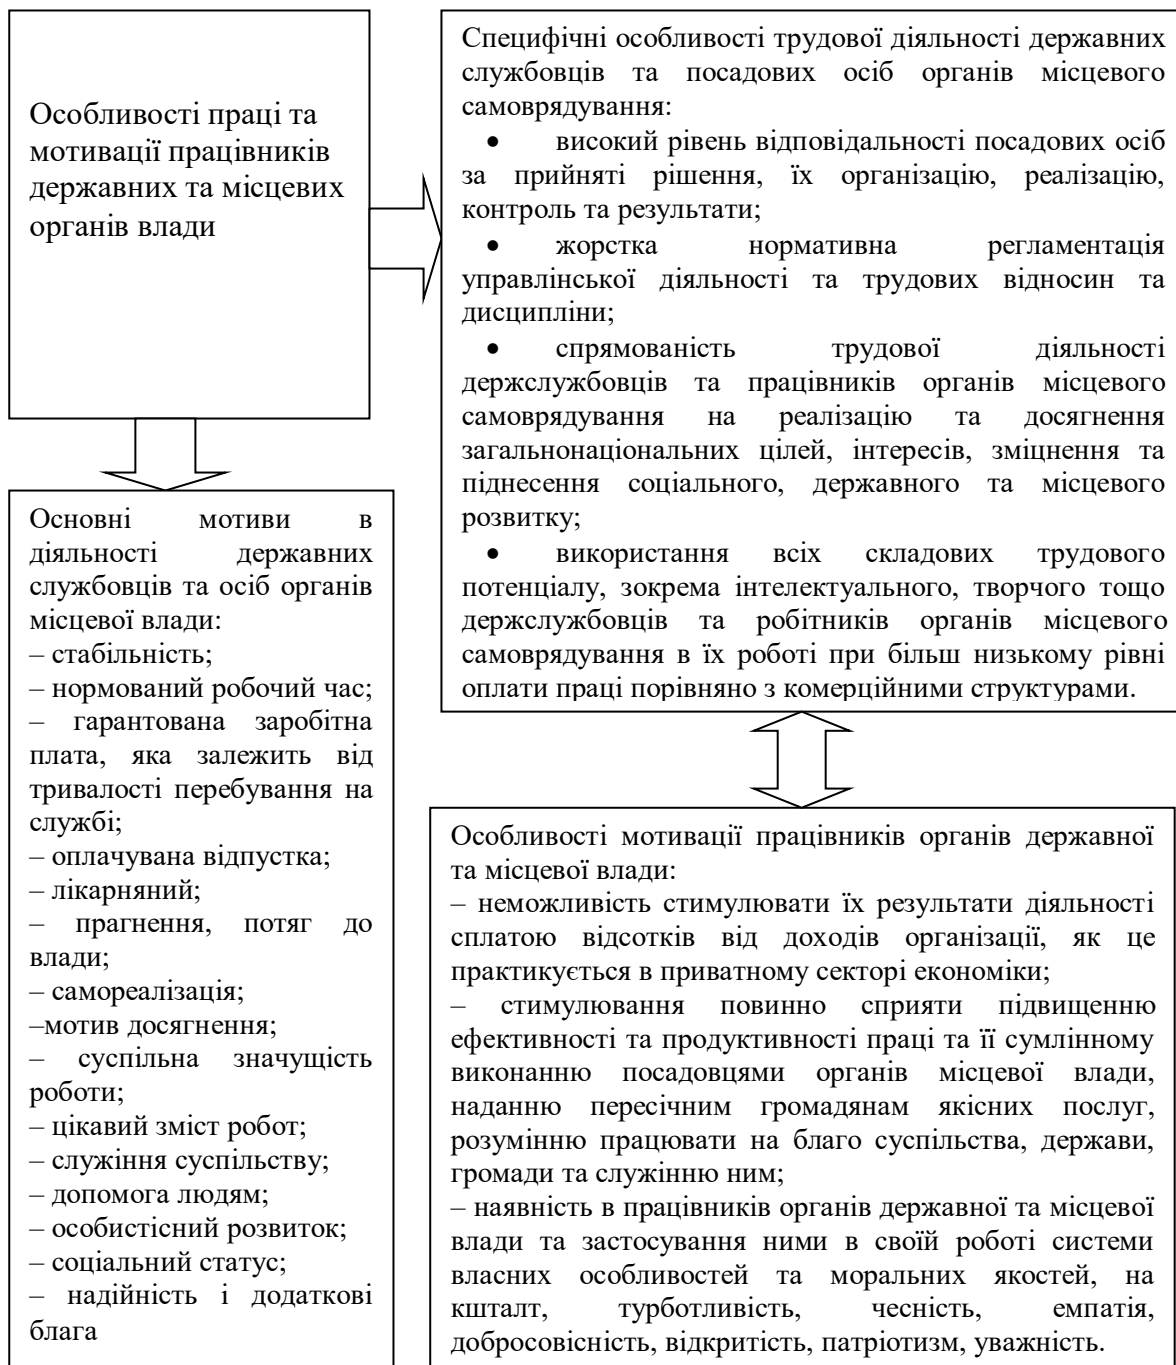 Особливості праці та
мотивації працівників
державних та місцевих
органів влади
Специфічні особливості трудової діяльності державних
службовців та посадових осіб органів місцевого
самоврядування:
• високий рівень відповідальності посадових осіб
за прийняті рішення, їх організацію, реалізацію,
контроль та результати;
• жорстка нормативна регламентація
управлінської діяльності та трудових відносин та
дисципліни;
• спрямованість трудової діяльності
держслужбовців та працівників органів місцевого
самоврядування на реалізацію та досягнення
загальнонаціональних цілей, інтересів, зміцнення та
піднесення соціального, державного та місцевого
розвитку;
• використання всіх складових трудового
потенціалу, зокрема інтелектуального, творчого тощо
держслужбовців та робітників органів місцевого
самоврядування в їх роботі при більш низькому рівні
оплати праці порівняно з комерційними структурами.
Основні мотиви в
діяльності державних
службовців та осіб органів
місцевої влади:
– стабільність;
– нормований робочий час;
– гарантована заробітна
плата, яка залежить від
тривалості перебування на
службі;
– оплачувана відпустка;
– лікарняний;
– прагнення, потяг до
влади;
– самореалізація;
–мотив досягнення;
– суспільна значущість
роботи;
– цікавий зміст робот;
– служіння суспільству;
– допомога людям;
– особистісний розвиток;
– соціальний статус;
– надійність і додаткові
блага
Особливості мотивації працівників органів державної
та місцевої влади:
– неможливість стимулювати їх результати діяльності
сплатою відсотків від доходів організації, як це
практикується в приватному секторі економіки;
– стимулювання повинно сприяти підвищенню
ефективності та продуктивності праці та її сумлінному
виконанню посадовцями органів місцевої влади,
наданню пересічним громадянам якісних послуг,
розумінню працювати на благо суспільства, держави,
громади та служінню ним;
– наявність в працівників органів державної та місцевої
влади та застосування ними в своїй роботі системи
власних особливостей та моральних якостей, на
кшталт, турботливість, чесність, емпатія,
добросовісність, відкритість, патріотизм, уважність.